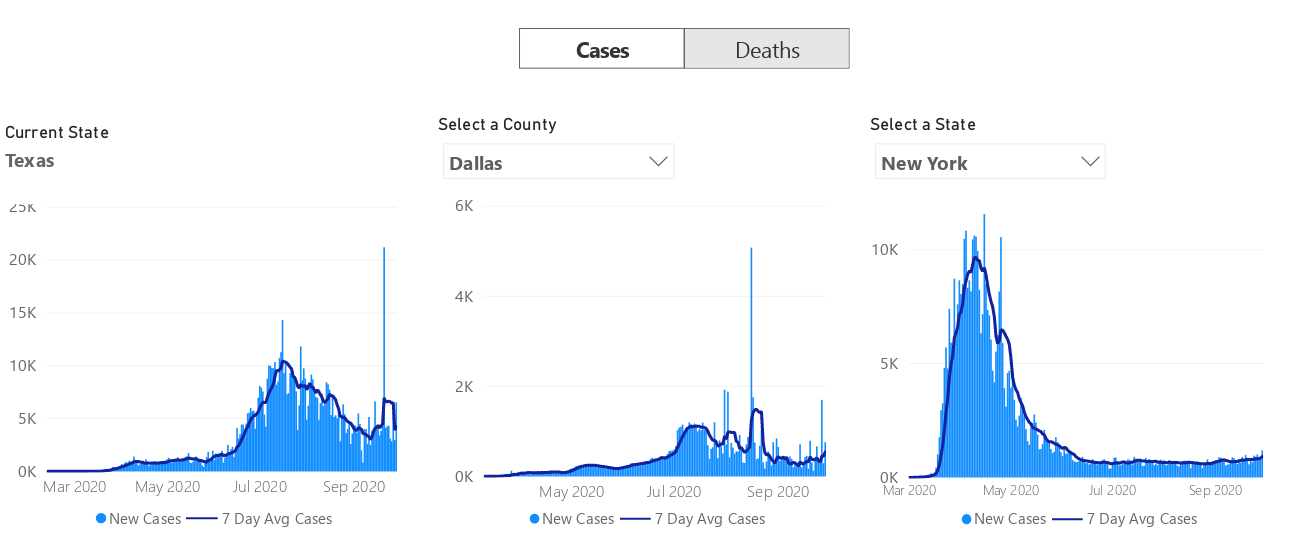 Cases Deaths
Current State
Texas
Select a County
Dallas
Select a State
New York
25K
20K
15K
10K
5K
0K
Mar 2020 May 2020 Jul 2020 Sep 2020
New Cases 7 Day Avg Cases
6K
4K
2K
0K
May 2020 Jul 2020 Sep 2020
New Cases 7 Day Avg Cases
10K
5K
0K
Mar 2020 May 2020 Jul 2020 Sep 2020
New Cases 7 Day Avg Cases